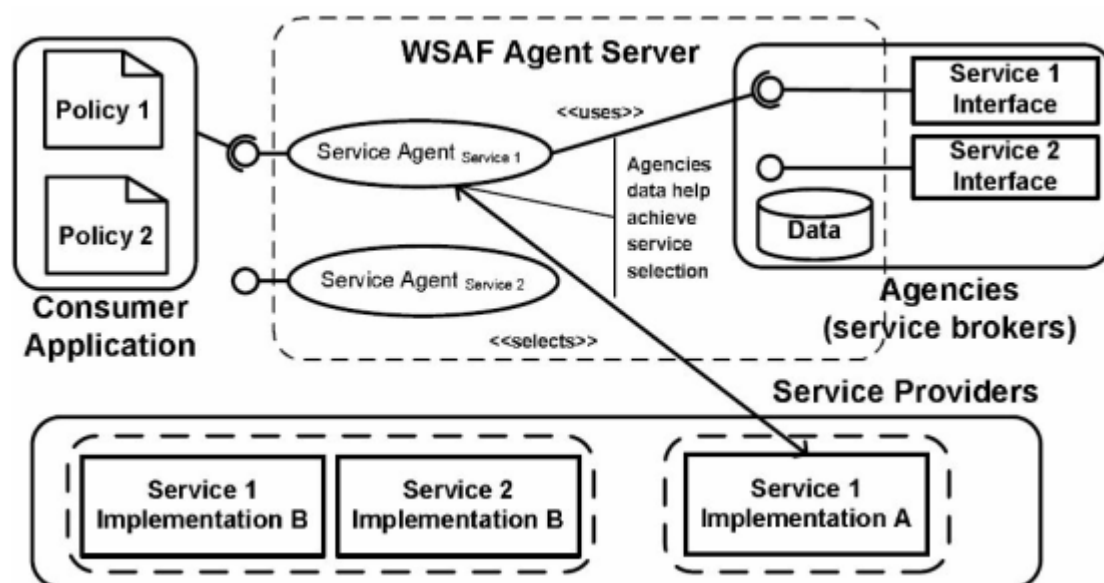 WSAF Agent Server
Policy 1
Policy 2
Consumer
Application
Service Agent Service 1
Service Agent Service 2
<<uses>>
Agencies
data help
achieve
service
selection
<<selects>>
Service 1
Interface
Service 2
Interface
Data
Agencies
(service brokers)
Service Providers
Service 1
Implementation B
Service 2
Implementation B
Service 1
Implementation A